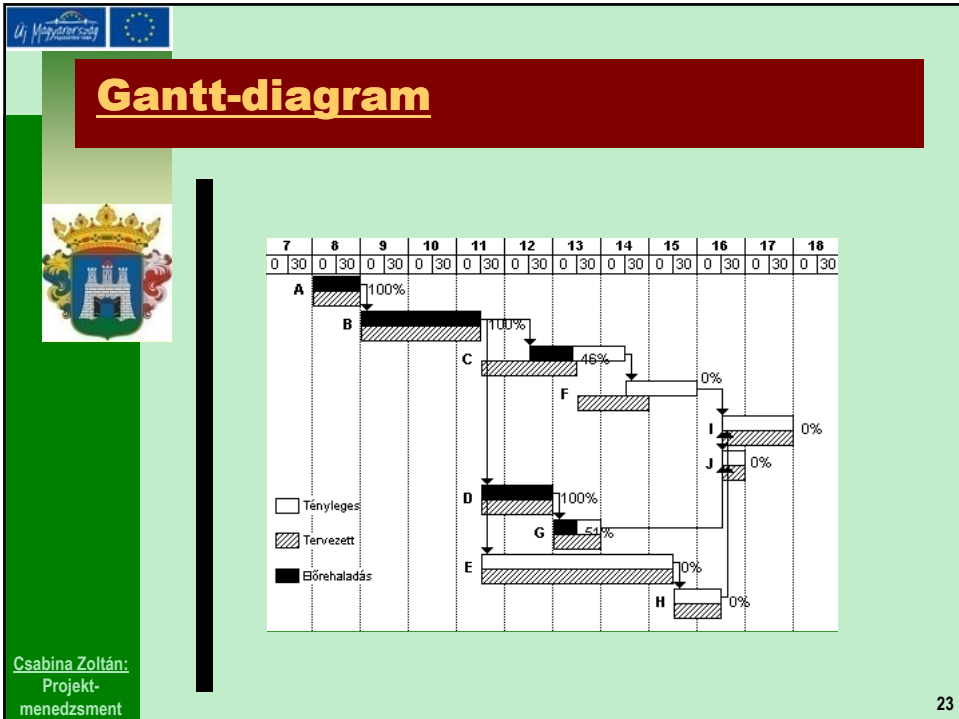 Új Magyarország
Gantt-diagram
7 8 9 10 11 12 13 14 15 16 17 18
0 30 0 30 0 30 0 30 0 30 0 30 0 30 0 30 0 30 0 30 0 30 0 30
A 100%
B 100%
C 46%
F 0%
I 0%
J 0%
D 100%
G 51%
E 0%
H 0%
Tényleges
Tervezett
Előrehaladás
Csabina Zoltán:
Projekt-
menedzsment
23